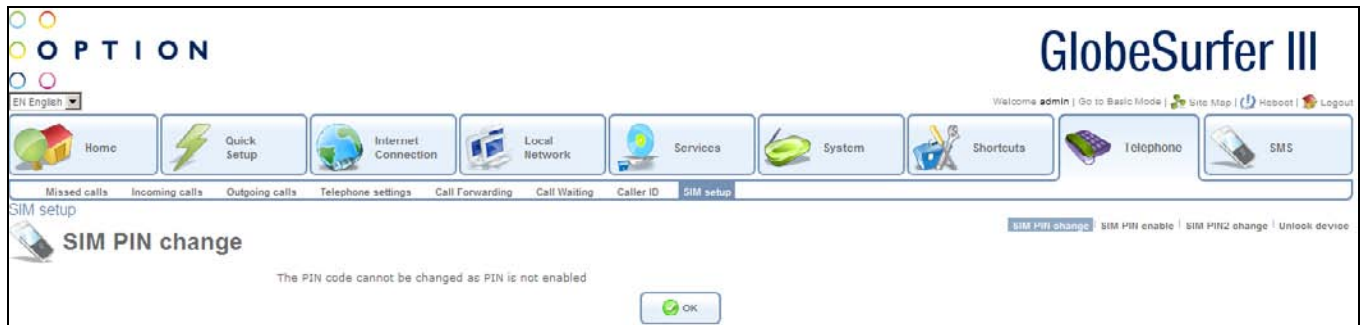 OPTION
GlobeSurfer III
EN English
Welcome admin | Go to Basic Mode | Site Map | Reboot | Logout
Home
Quick Setup
Internet Connection
Local Network
Services
System
Shortcuts
Telephone
SMS
Missed calls Incoming calls Outgoing calls Telephone settings Call Forwarding Call Waiting Caller ID SIM setup
SIM setup
SIM PIN change | SIM PIN enable | SIM PIN2 change | Unlock device
SIM PIN change
The PIN code cannot be changed as PIN is not enabled
OK